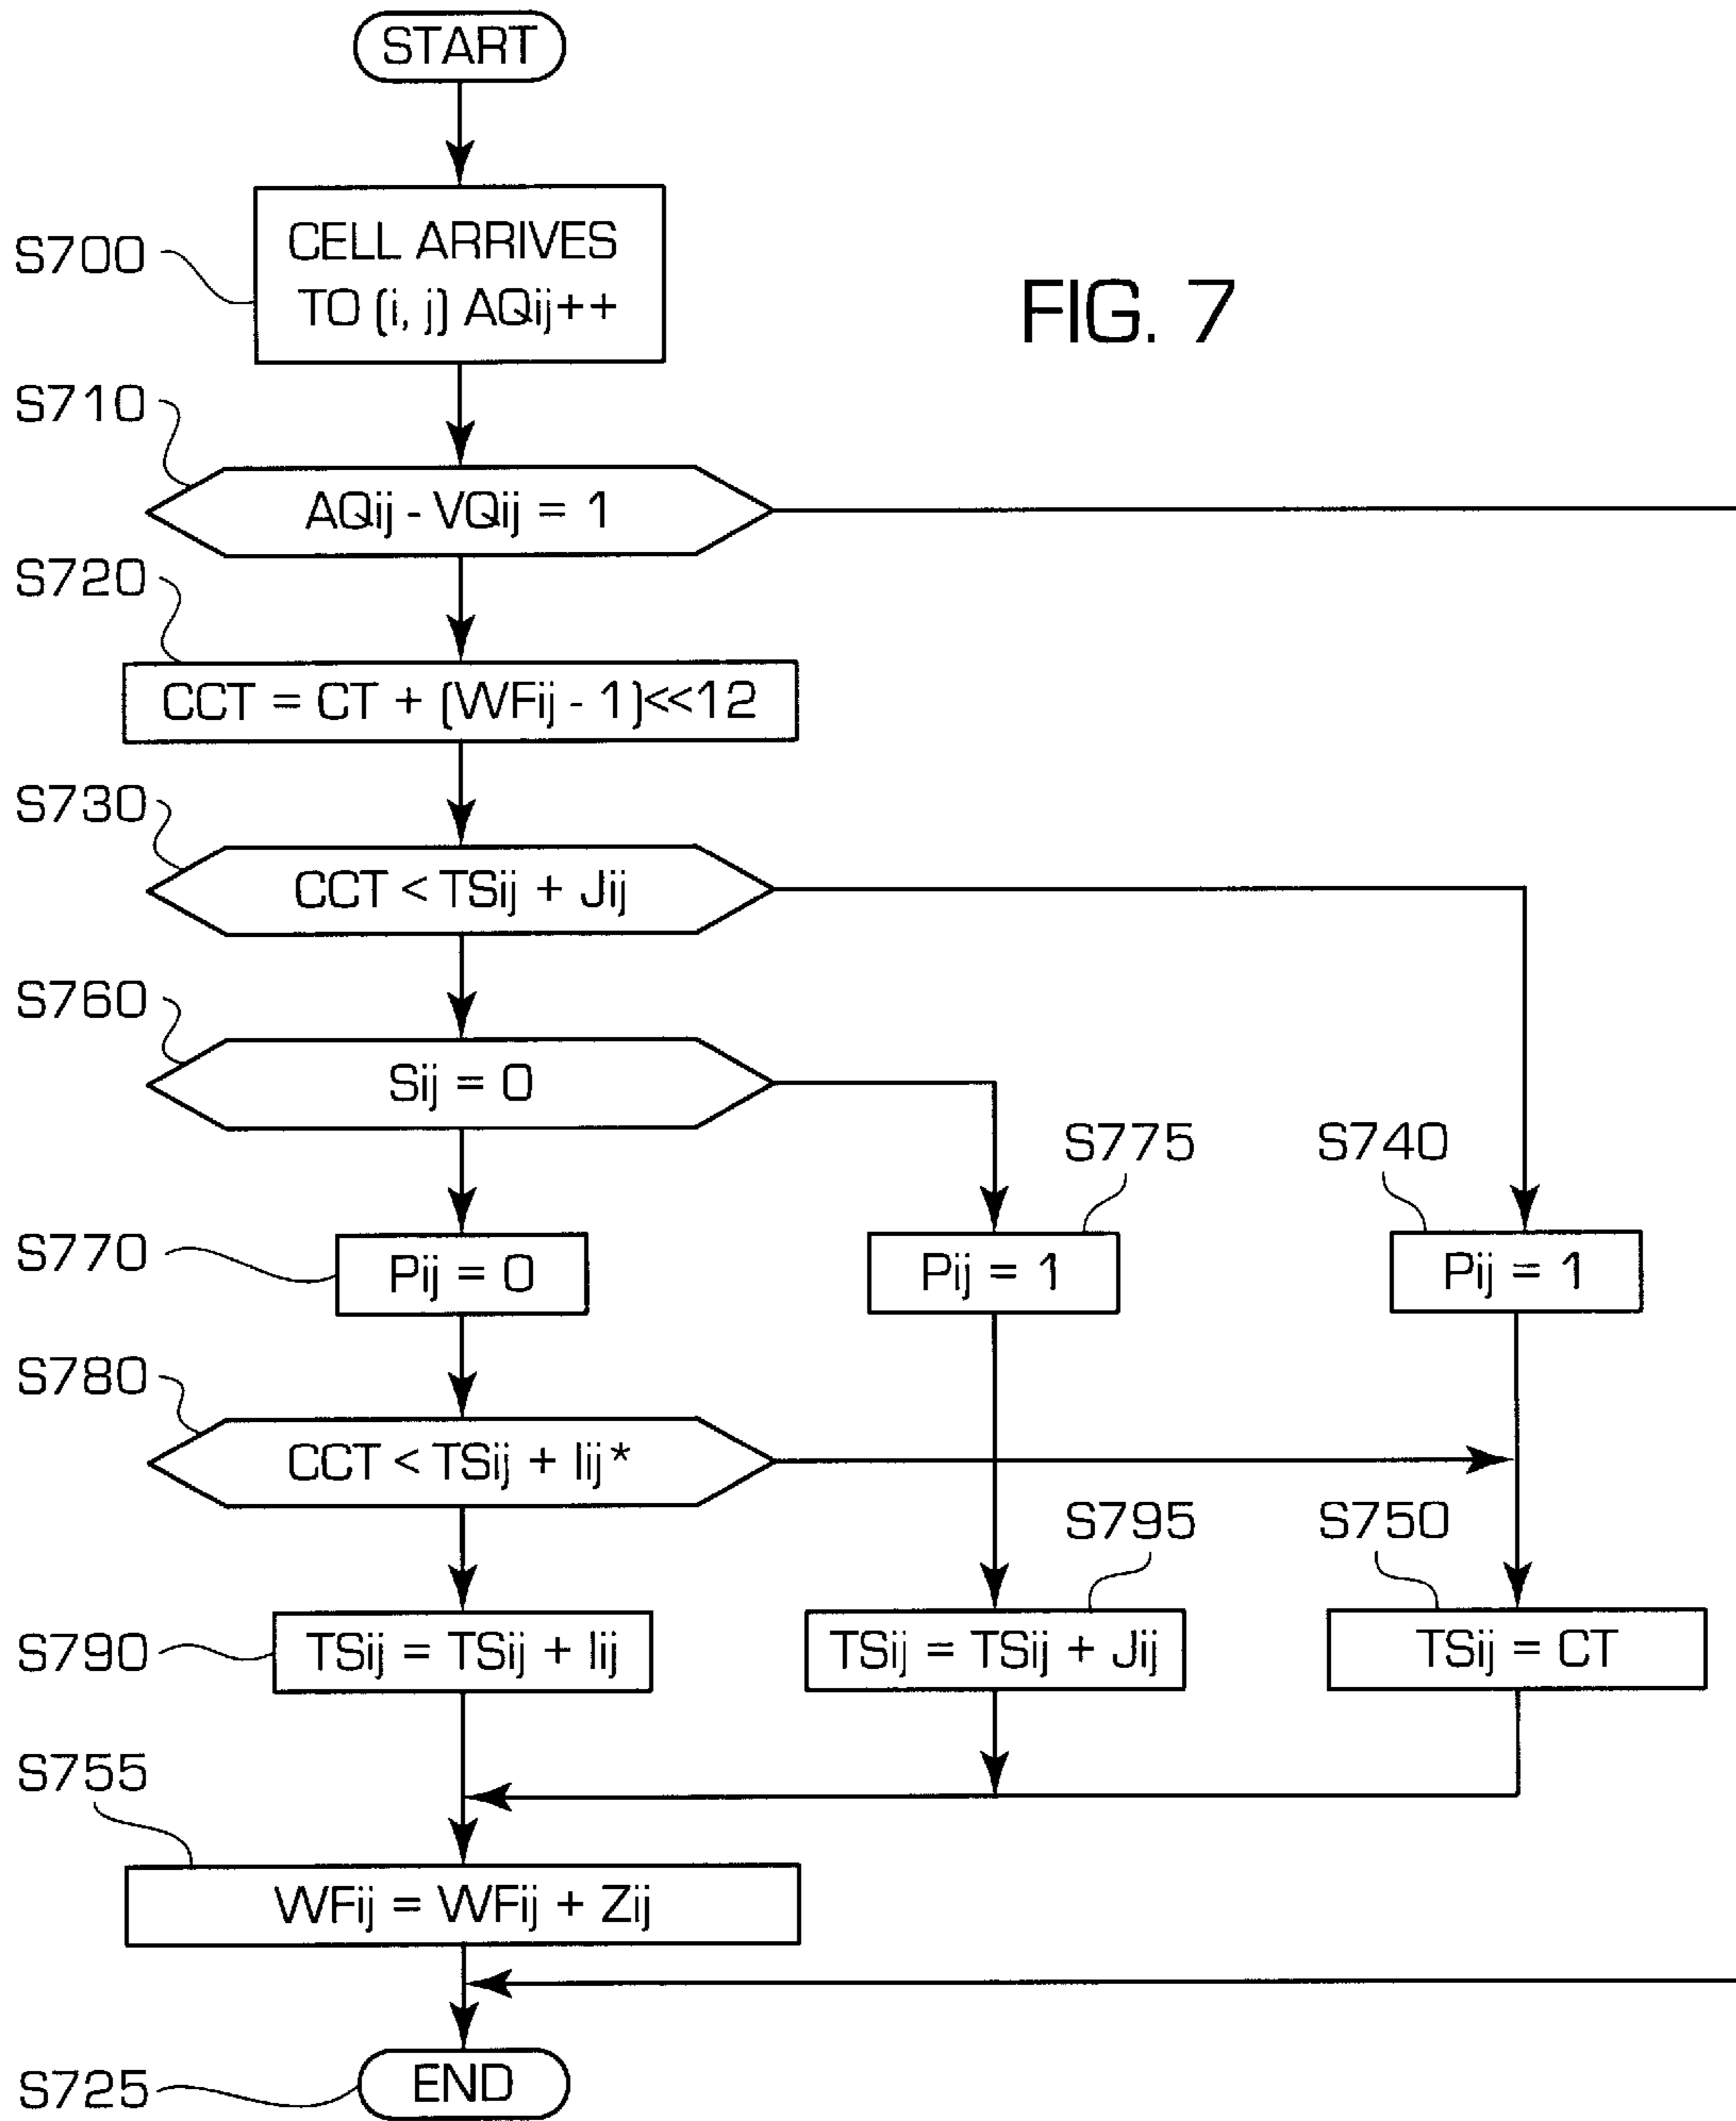 START
S700
CELL ARRIVES
TO (i, j) AQij++
FIG. 7
S710
AQij - VQij = 1
S720
CCT = CT + (WFij - 1)<<12
S730
CCT < TSij + Jij
S760
Sij = 0
S775
S740
S770
Pij = 0
Pij = 1
Pij = 1
S780
CCT < TSij + Iij*
S795
S750
S790
TSij = TSij + Iij
TSij = TSij + Jij
TSij = CT
S755
WFij = WFij + Zij
S725
END